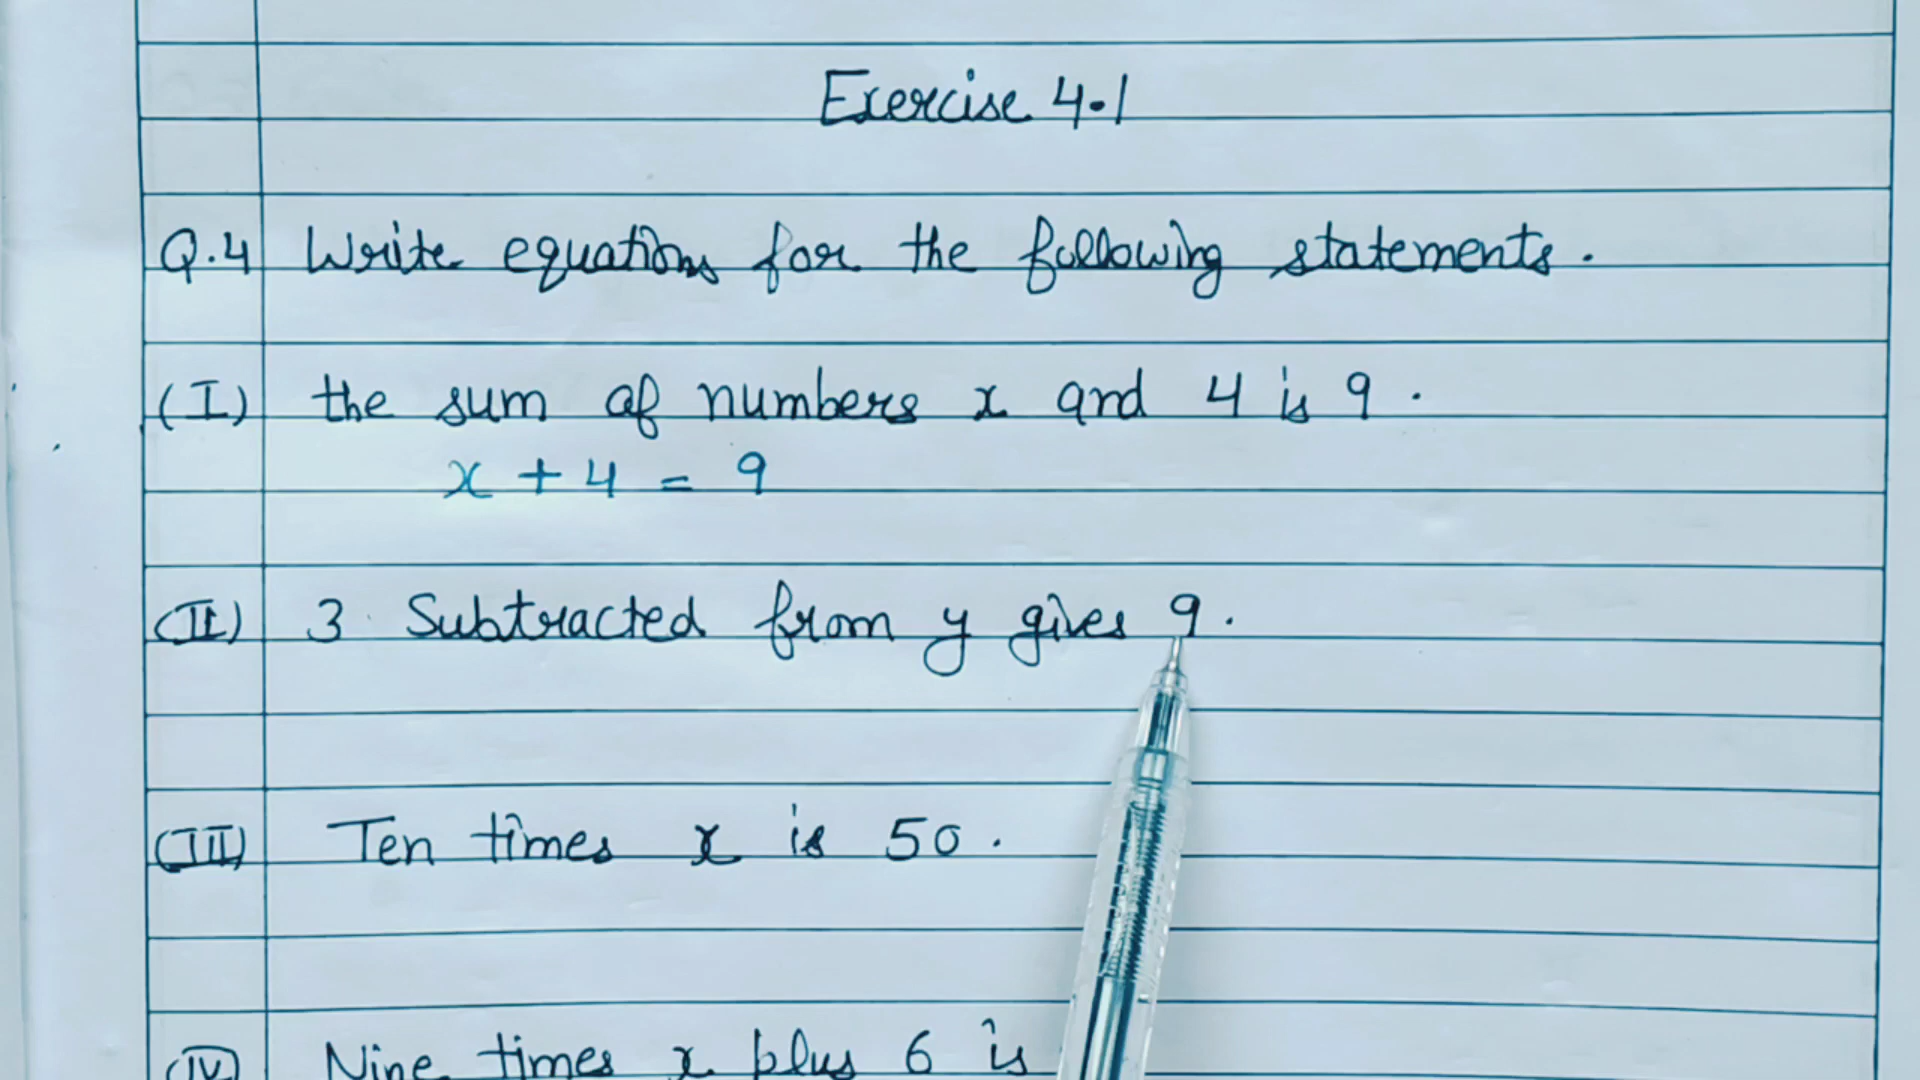 Exercise 4.1
Q.4 Write equations for the following statements.
(I) the sum of numbers x and 4 is 9.
x + 4 = 9
(II) 3 Subtracted from y gives 9.
(III) Ten times x is 50.
(IV) Nine times x plus 6 is